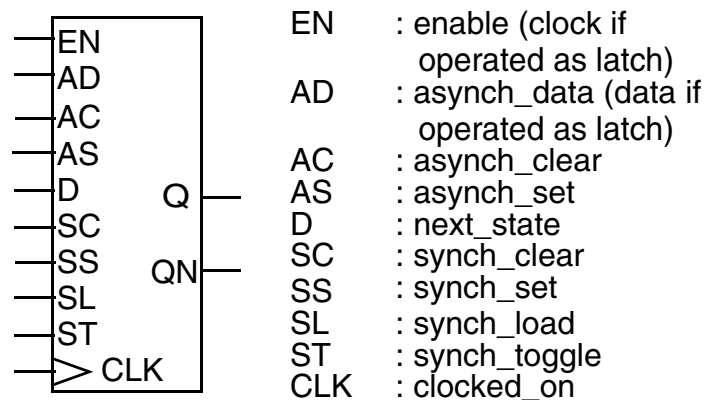 EN
AD
AC
AS
D
SC
SS
SL
ST
CLK
Q
QN
EN : enable (clock if
operated as latch)
AD : asynch_data (data if
operated as latch)
AC : asynch_clear
AS : asynch_set
D : next_state
SC : synch_clear
SS : synch_set
SL : synch_load
ST : synch_toggle
CLK : clocked_on